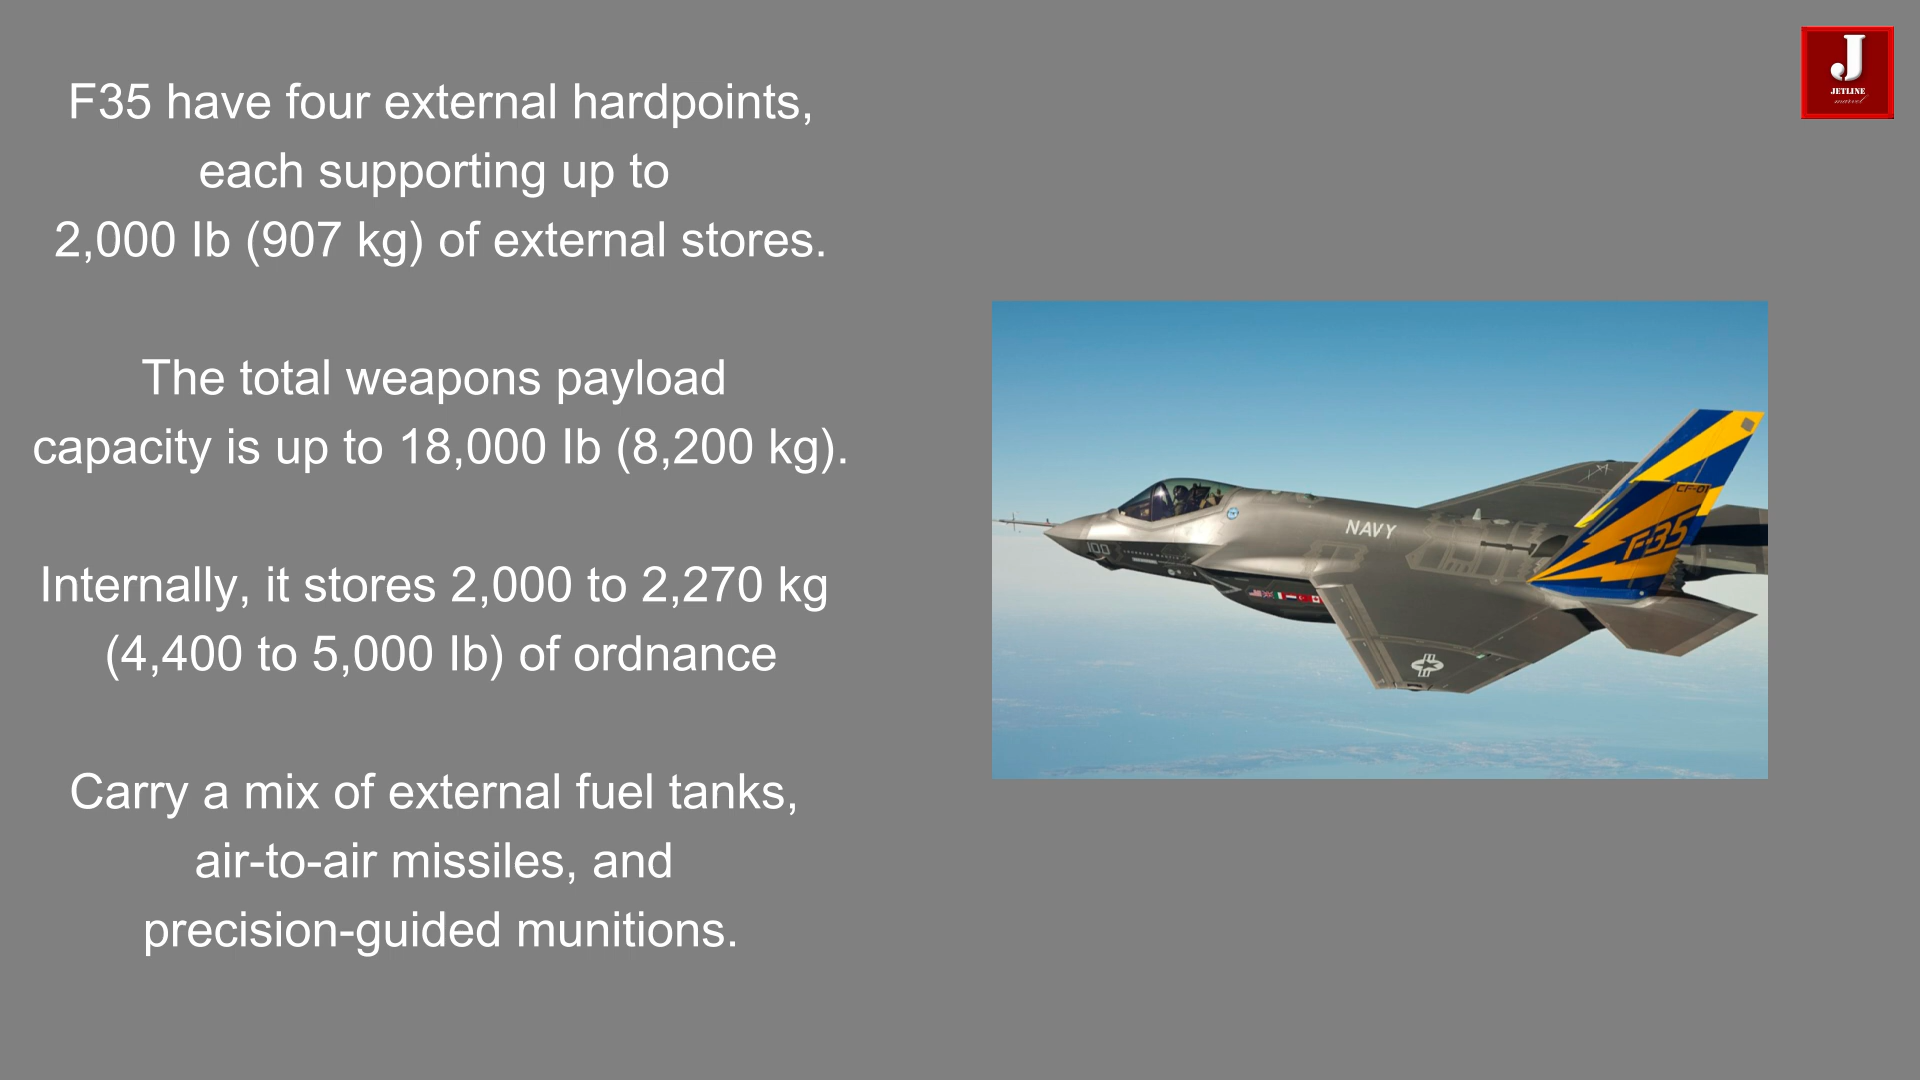 F35 have four external hardpoints,
each supporting up to
2,000 lb (907 kg) of external stores.
The total weapons payload
capacity is up to 18,000 lb (8,200 kg).
Internally, it stores 2,000 to 2,270 kg
(4,400 to 5,000 lb) of ordnance
Carry a mix of external fuel tanks,
air-to-air missiles, and
precision-guided munitions.
J
JETLINE
marvel
NAVY
100
CF-01
F-35